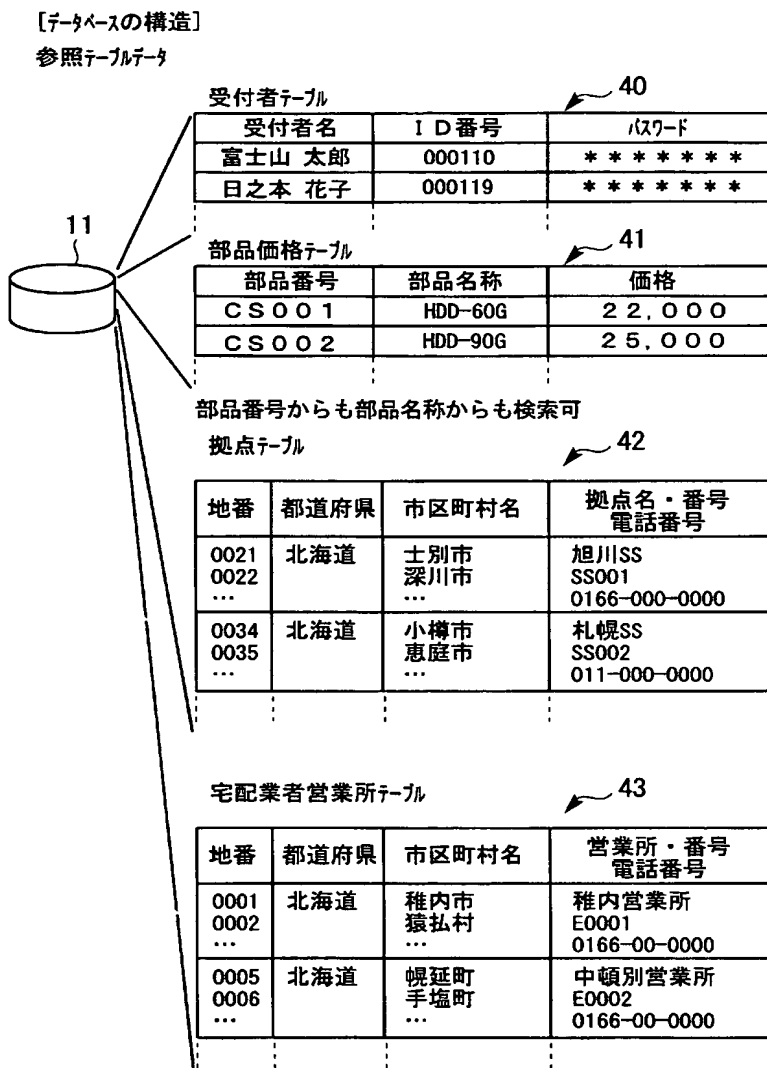 [データベースの構造]
参照テーブルデータ
11
受付者テーブル 40
受付者名 ID番号 パスワード
富士山 太郎 000110 *******
日之本 花子 000119 *******
部品価格テーブル 41
部品番号 部品名称 価格
CS001 HDD-60G 22,000
CS002 HDD-90G 25,000
部品番号からも部品名称からも検索可
拠点テーブル 42
地番 都道府県 市区町村名 拠点名・番号
電話番号
0021 北海道 士別市 旭川SS
0022 深川市 SS001
… … 0166-000-0000
0034 北海道 小樽市 札幌SS
0035 恵庭市 SS002
… … 011-000-0000
宅配業者営業所テーブル 43
地番 都道府県 市区町村名 営業所・番号
電話番号
0001 北海道 稚内市 稚内営業所
0002 猿払村 E0001
… … 0166-00-0000
0005 北海道 幌延町 中頓別営業所
0006 手塩町 E0002
… … 0166-00-0000